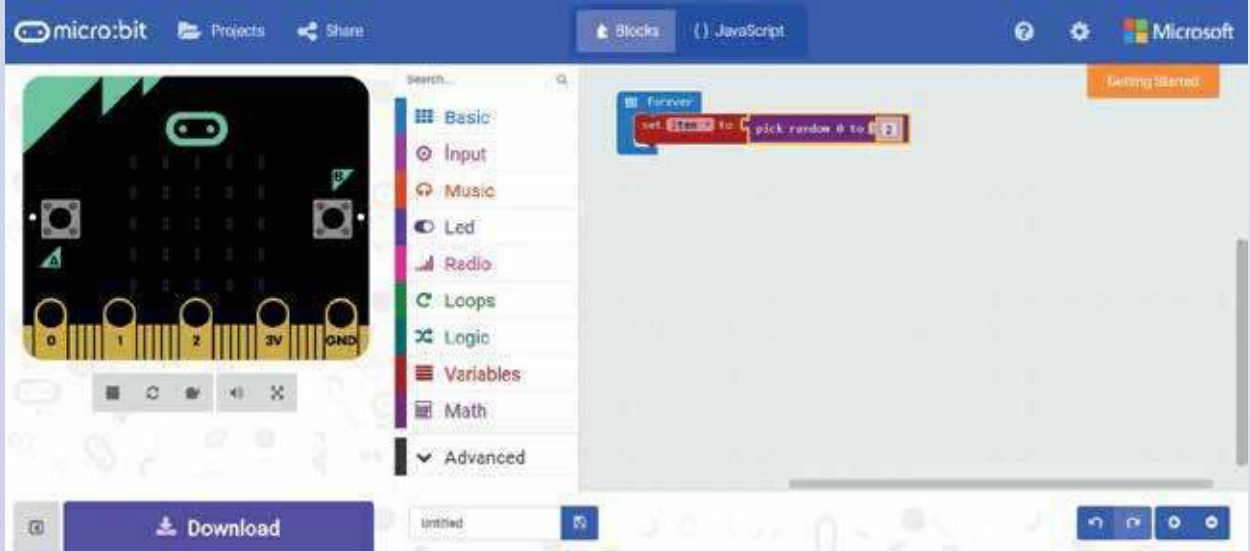 micro:bit Projects Share Blocks {} JavaScript Microsoft
Getting Started
Search...
Basic
Input
Music
Led
Radio
Loops
Logic
Variables
Math
Advanced
B
A
0 1 2 3V GND
forever
set item to pick random 0 to 2
Download
Untitled